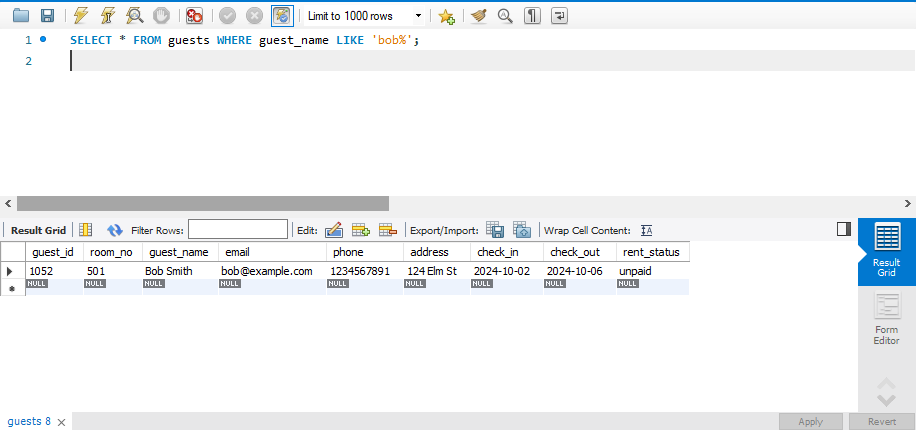 Limit to 1000 rows
1 SELECT * FROM guests WHERE guest_name LIKE 'bob%';
2
Result Grid Filter Rows: Edit: Export/Import: Wrap Cell Content:
guest_id room_no guest_name email phone address check_in check_out rent_status
1052 501 Bob Smith bob@example.com 1234567891 124 Elm St 2024-10-02 2024-10-06 unpaid
NULL NULL NULL NULL NULL NULL NULL NULL NULL
Result
Grid
Form
Editor
guests 8
Apply Revert